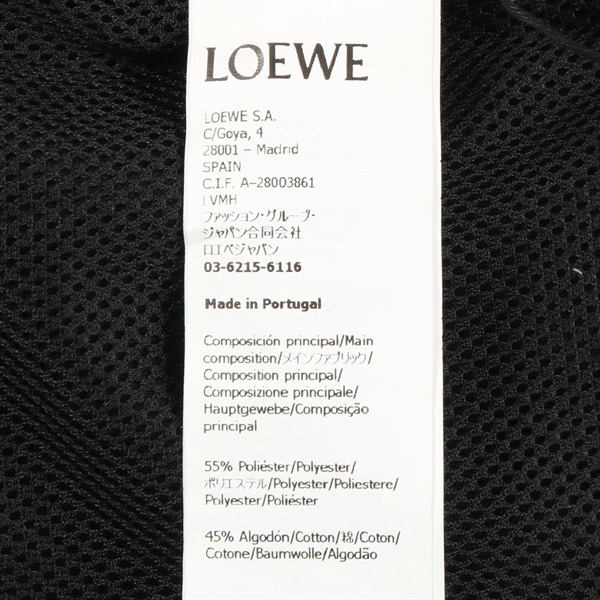 LOEWE
LOEWE S.A.
C/Goya, 4
28001 – Madrid
SPAIN
C.I.F. A–28003861
LVMH
ファッション・グループ・
ジャパン合同会社
ロエベジャパン
03-6215-6116
Made in Portugal
Composición principal/Main
composition/メインファブリック/
Composition principal/
Composizione principale/
Hauptgewebe/Composição
principal
55% Poliéster/Polyester/
ポリエステル/Polyester/Poliestere/
Polyester/Poliéster
45% Algodón/Cotton/綿/Coton/
Cotone/Baumwolle/Algodão